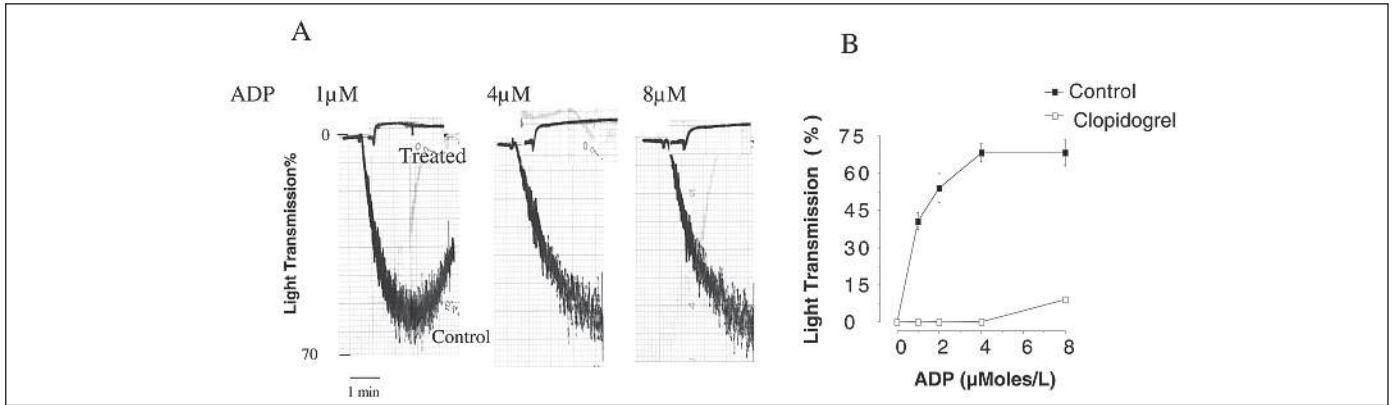 A
ADP 1µM 4µM 8µM
0
Treated
Light Transmission%
Control
70
1 min
B
Control
Clopidogrel
Light Transmission ( % )
75
60
45
30
15
0
0 2 4 6 8
ADP (µMoles/L)